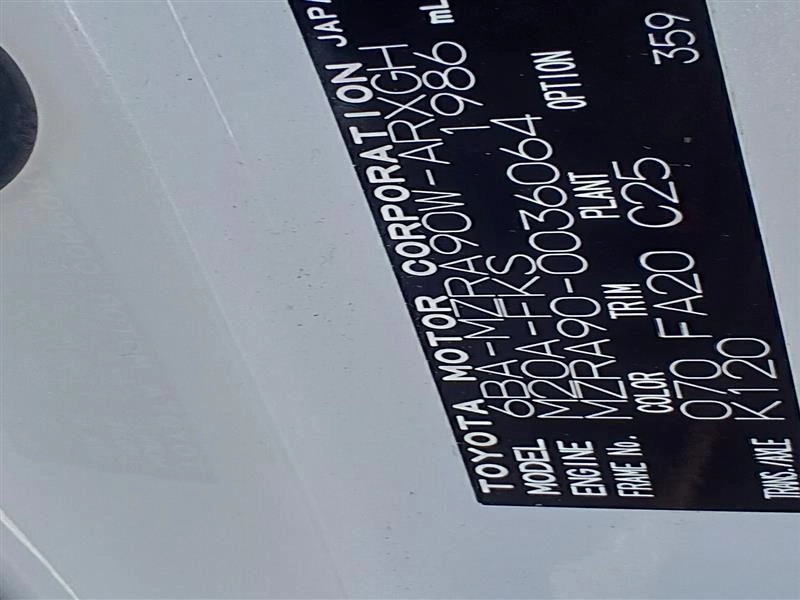 TOYOTA MOTOR CORPORATION JAPA
MODEL 6BA-MZRA90W-ARXGH
ENGINE M20A-FKS 1986 mL
FRAME No. MZRA90-0036064
COLOR TRIM PLANT OPTION
070 FA20 C25 359
TRANS./AXLE K120